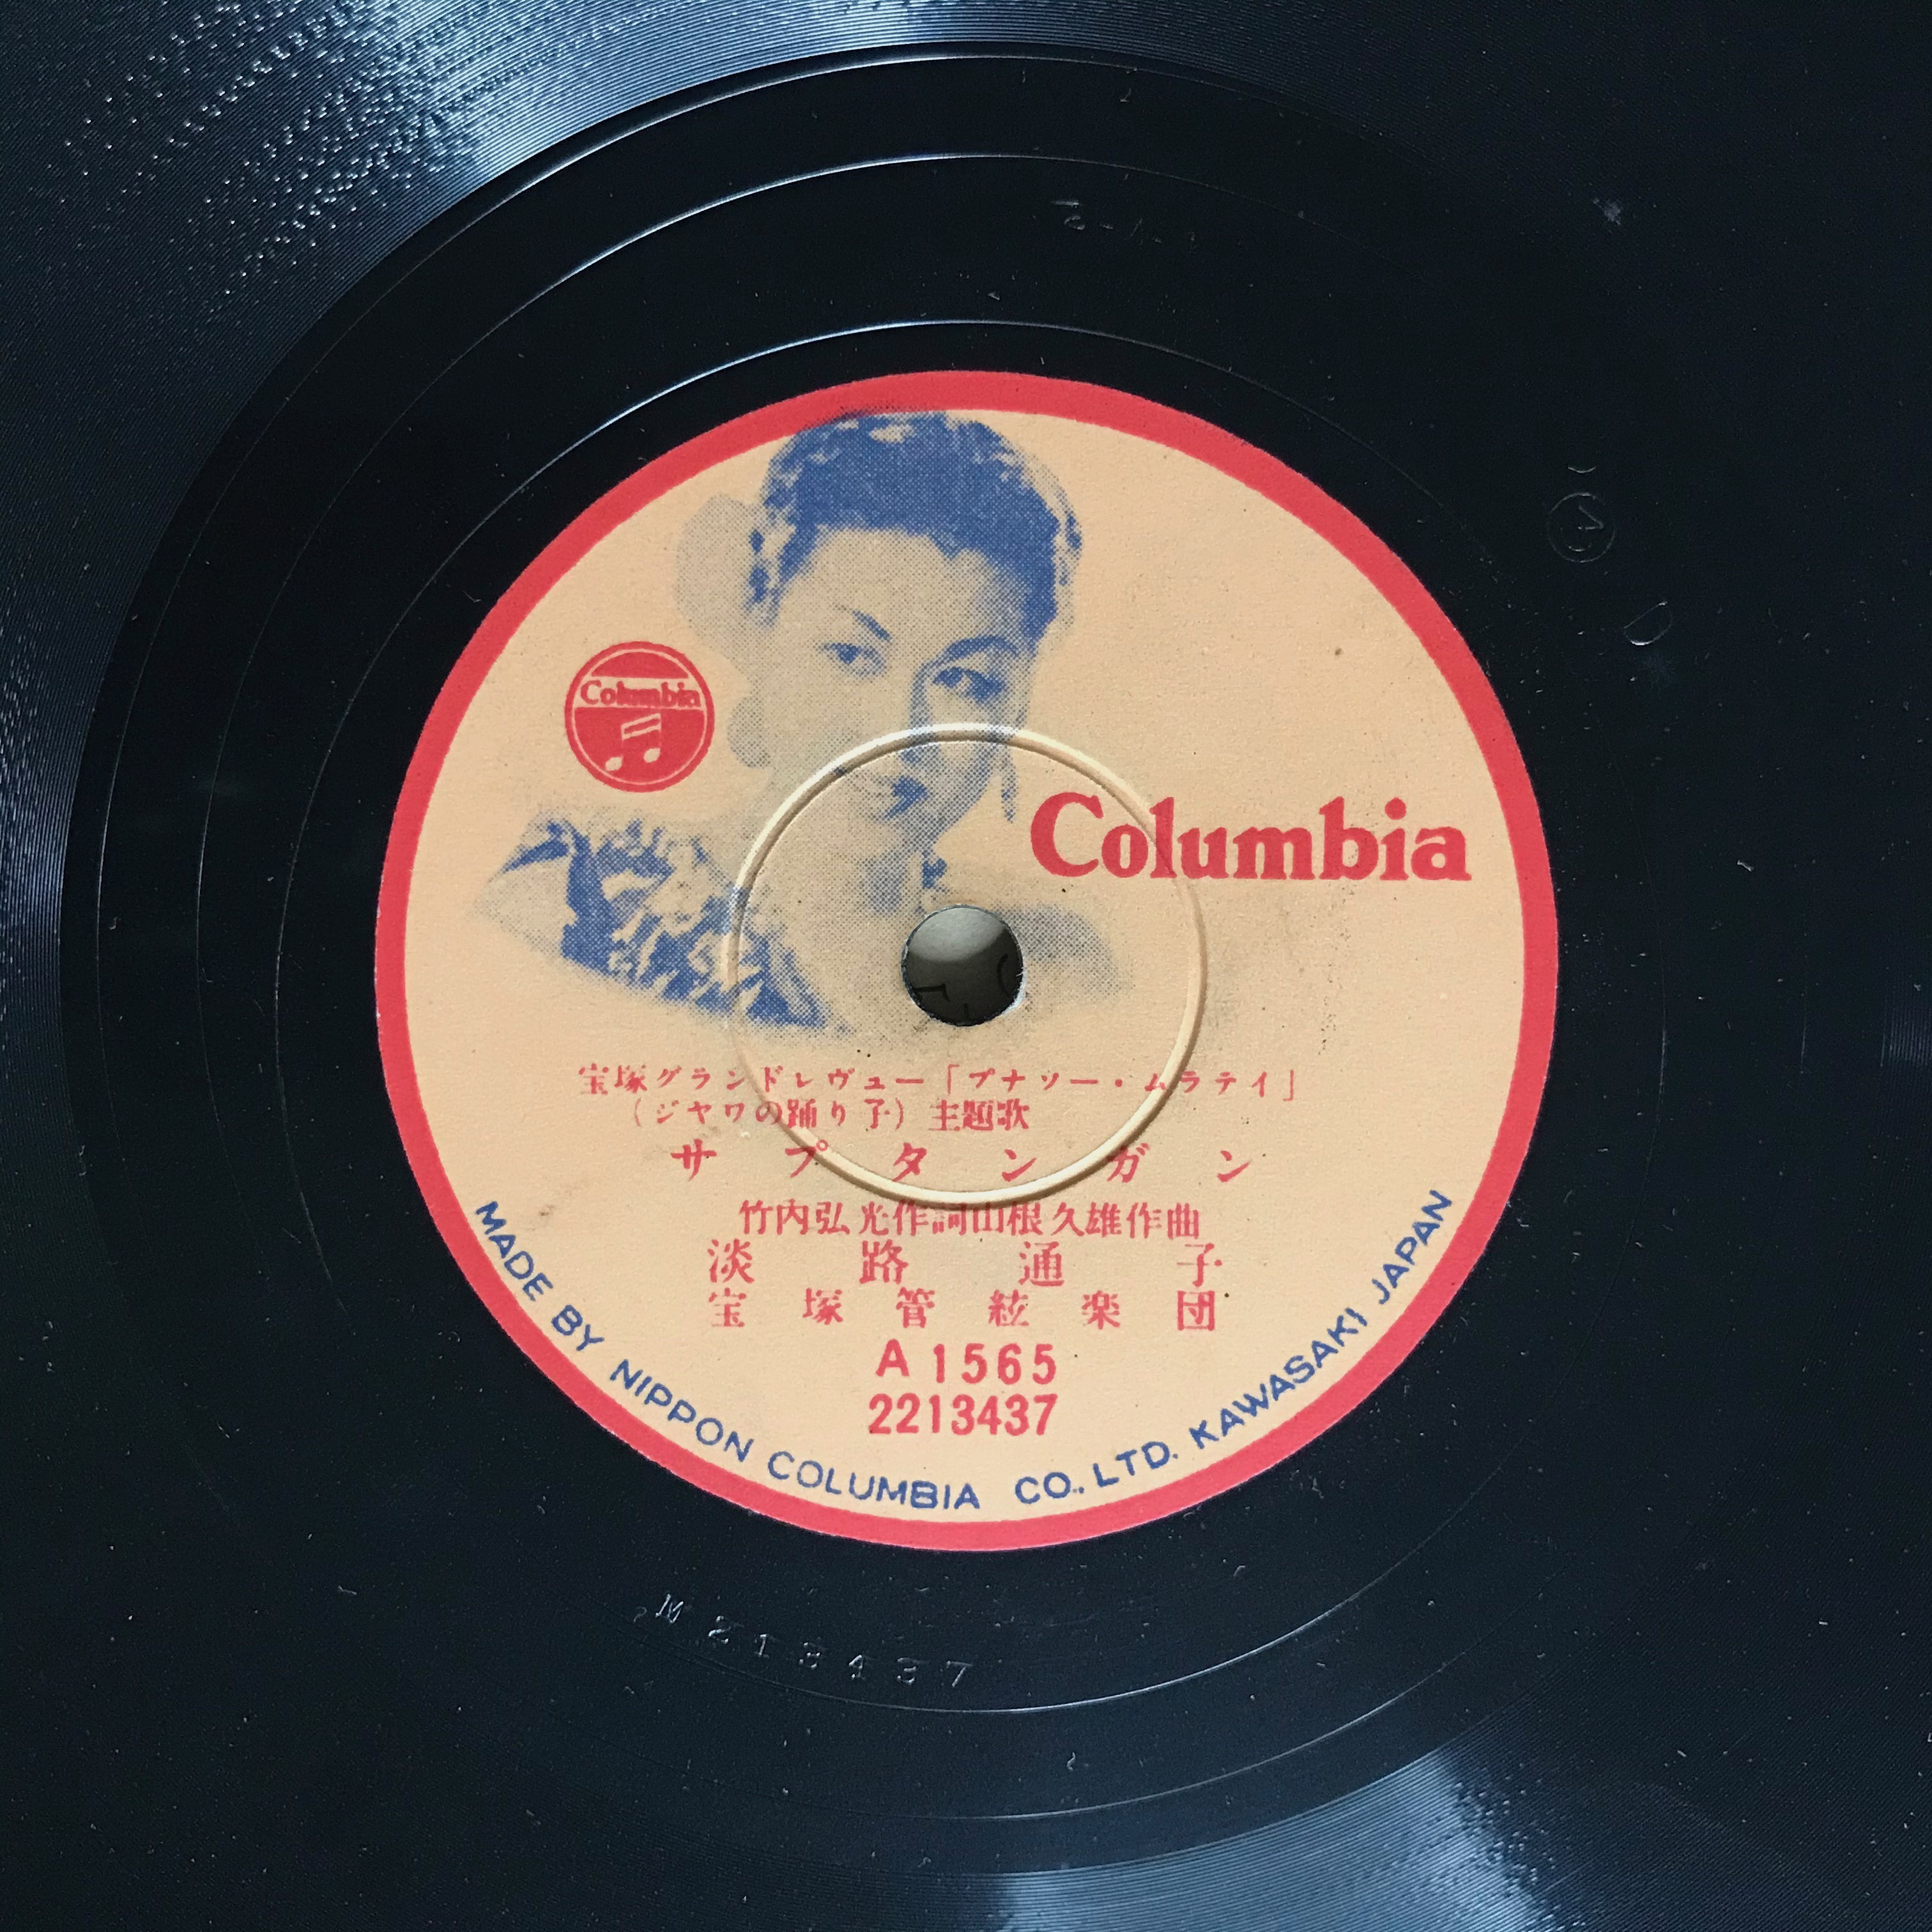 Columbia
Columbia
宝塚グランドレヴュー「プナソー・ムラテイ」
（ジヤワの踊り子）主題歌
サプタンガン
竹内弘光作詞山根久雄作曲
淡路通子
宝塚管絃楽団
A 1565
2213437
MADE BY NIPPON COLUMBIA CO., LTD. KAWASAKI JAPAN
M 213437